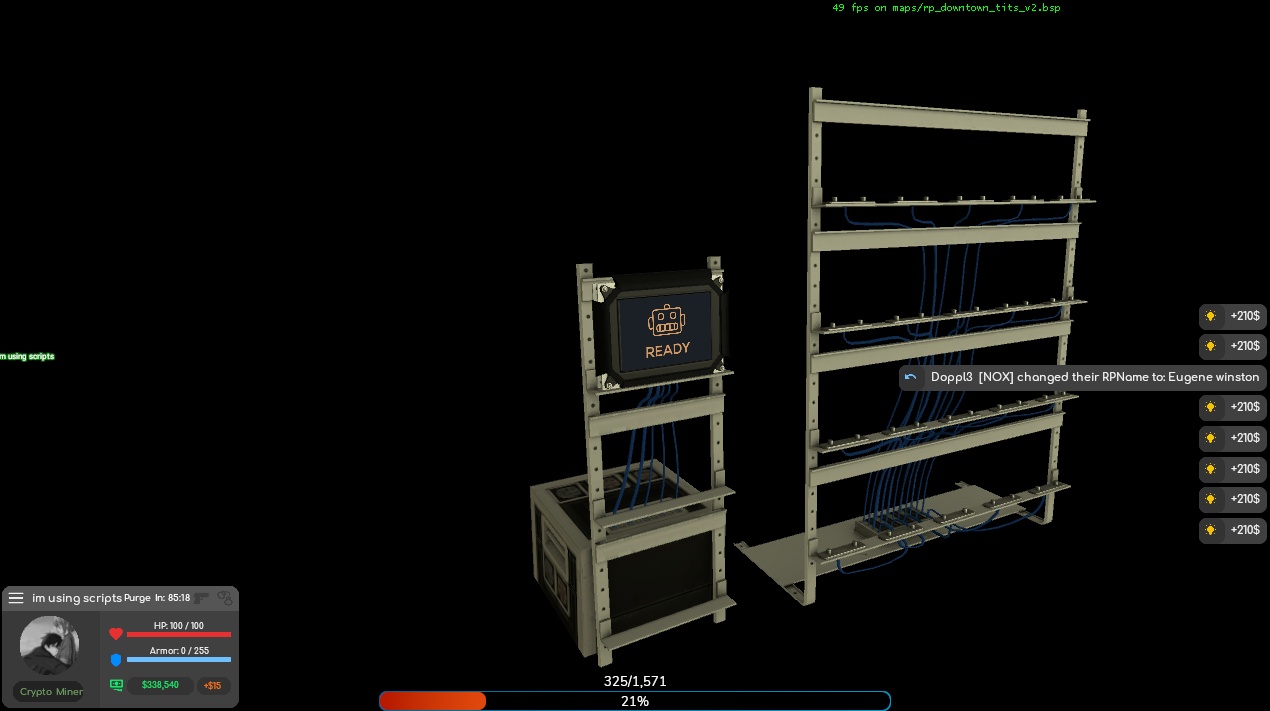 49 fps on maps/rp_downtown_tits_v2.bsp
READY
m using scripts
+210$
+210$
Doppl3 [NOX] changed their RPName to: Eugene winston
+210$
+210$
+210$
+210$
+210$
im using scripts Purge In: 85:18
HP: 100 / 100
Armor: 0 / 255
Crypto Miner
$338,540 +$15
325/1,571
21%